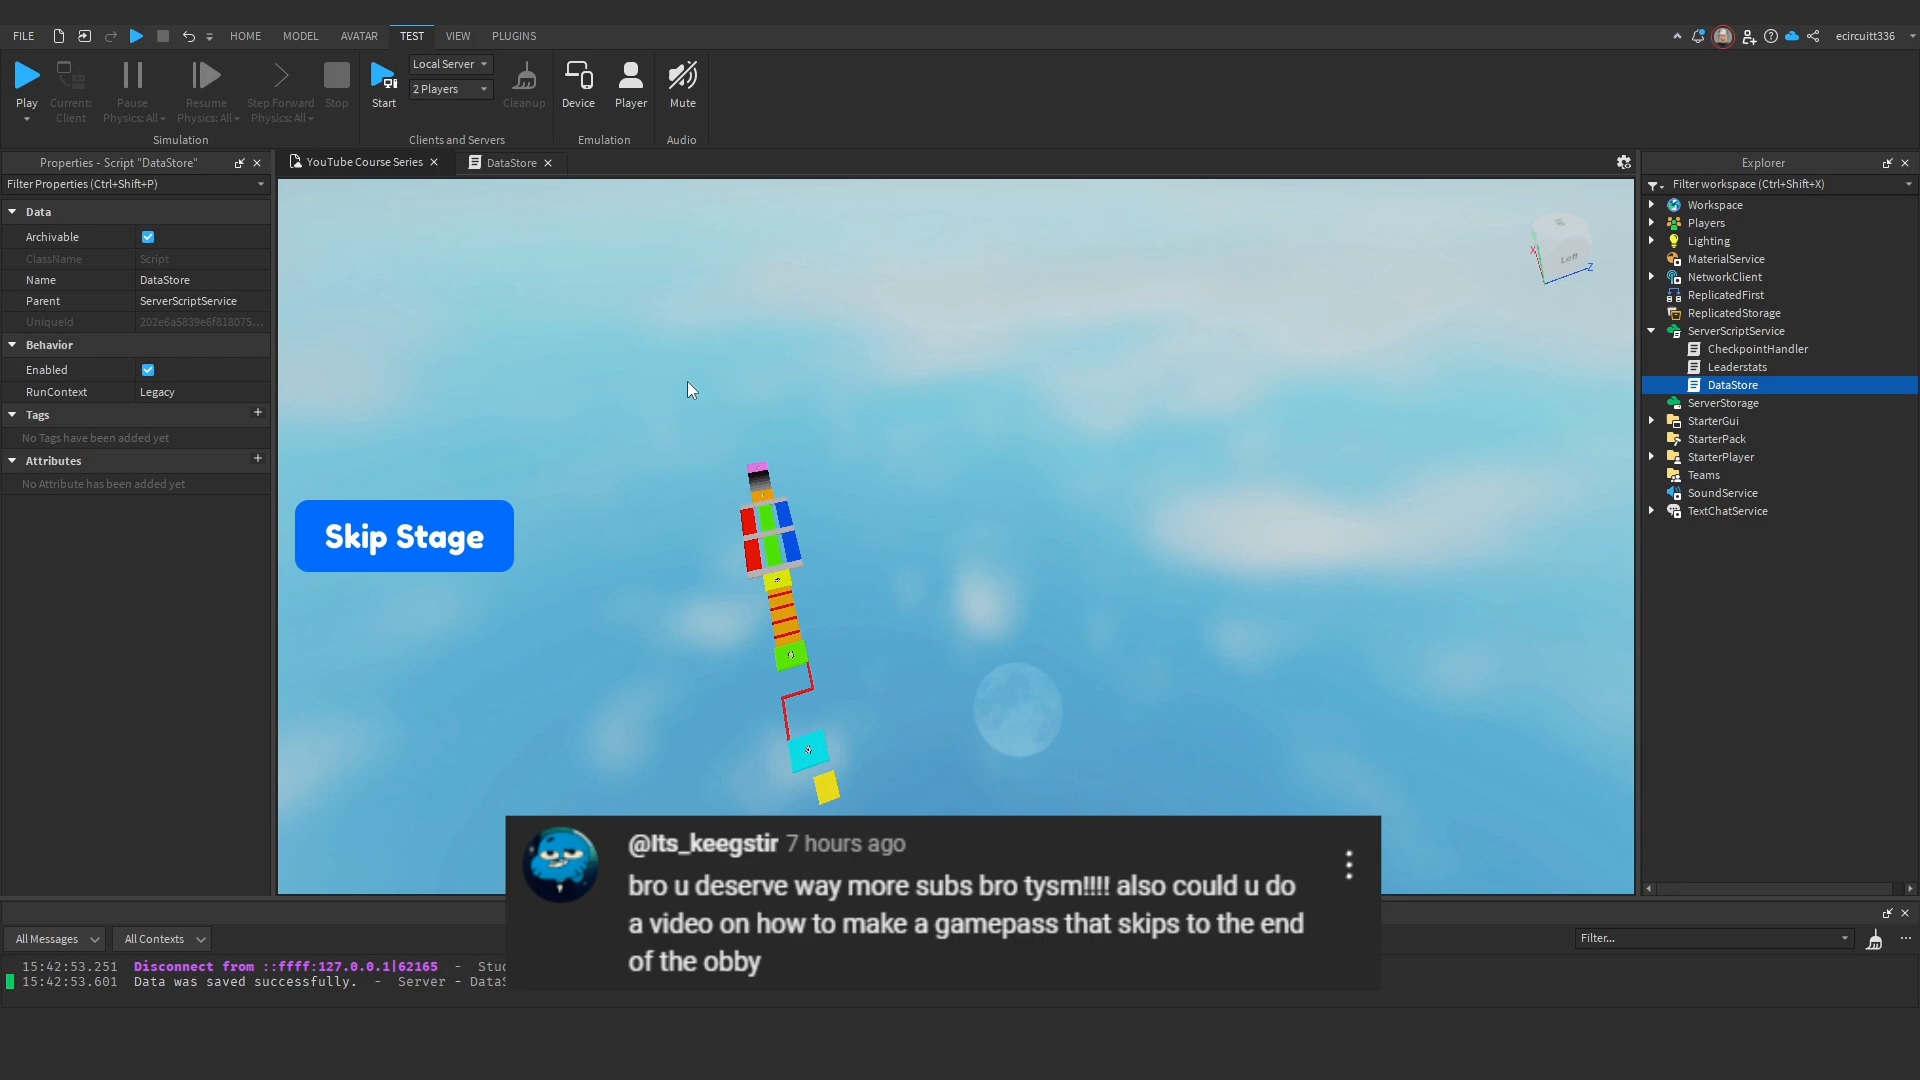 FILE HOME MODEL AVATAR TEST VIEW PLUGINS ecircuitt336
Play
Current: Client
Pause Physics: All
Resume Physics: All
Step Forward Physics: All
Stop
Simulation
Start
Local Server
2 Players
Cleanup
Clients and Servers
Device
Player
Emulation
Mute
Audio
Properties - Script "DataStore"
Filter Properties (Ctrl+Shift+P)
Data
Archivable
ClassName Script
Name DataStore
Parent ServerScriptService
UniqueId 202e6a5839e6f818075...
Behavior
Enabled
RunContext Legacy
Tags
No Tags have been added yet
Attributes
No Attribute has been added yet
YouTube Course Series
DataStore
X Left Z
Skip Stage
Explorer
Filter workspace (Ctrl+Shift+X)
Workspace
Players
Lighting
MaterialService
NetworkClient
ReplicatedFirst
ReplicatedStorage
ServerScriptService
CheckpointHandler
Leaderstats
DataStore
ServerStorage
StarterGui
StarterPack
StarterPlayer
Teams
SoundService
TextChatService
@Its_keegstir 7 hours ago
bro u deserve way more subs bro tysm!!!! also could u do
a video on how to make a gamepass that skips to the end
of the obby
All Messages All Contexts Filter...
15:42:53.251 Disconnect from ::ffff:127.0.0.1|62165 - Stud
15:42:53.601 Data was saved successfully. - Server - DataS